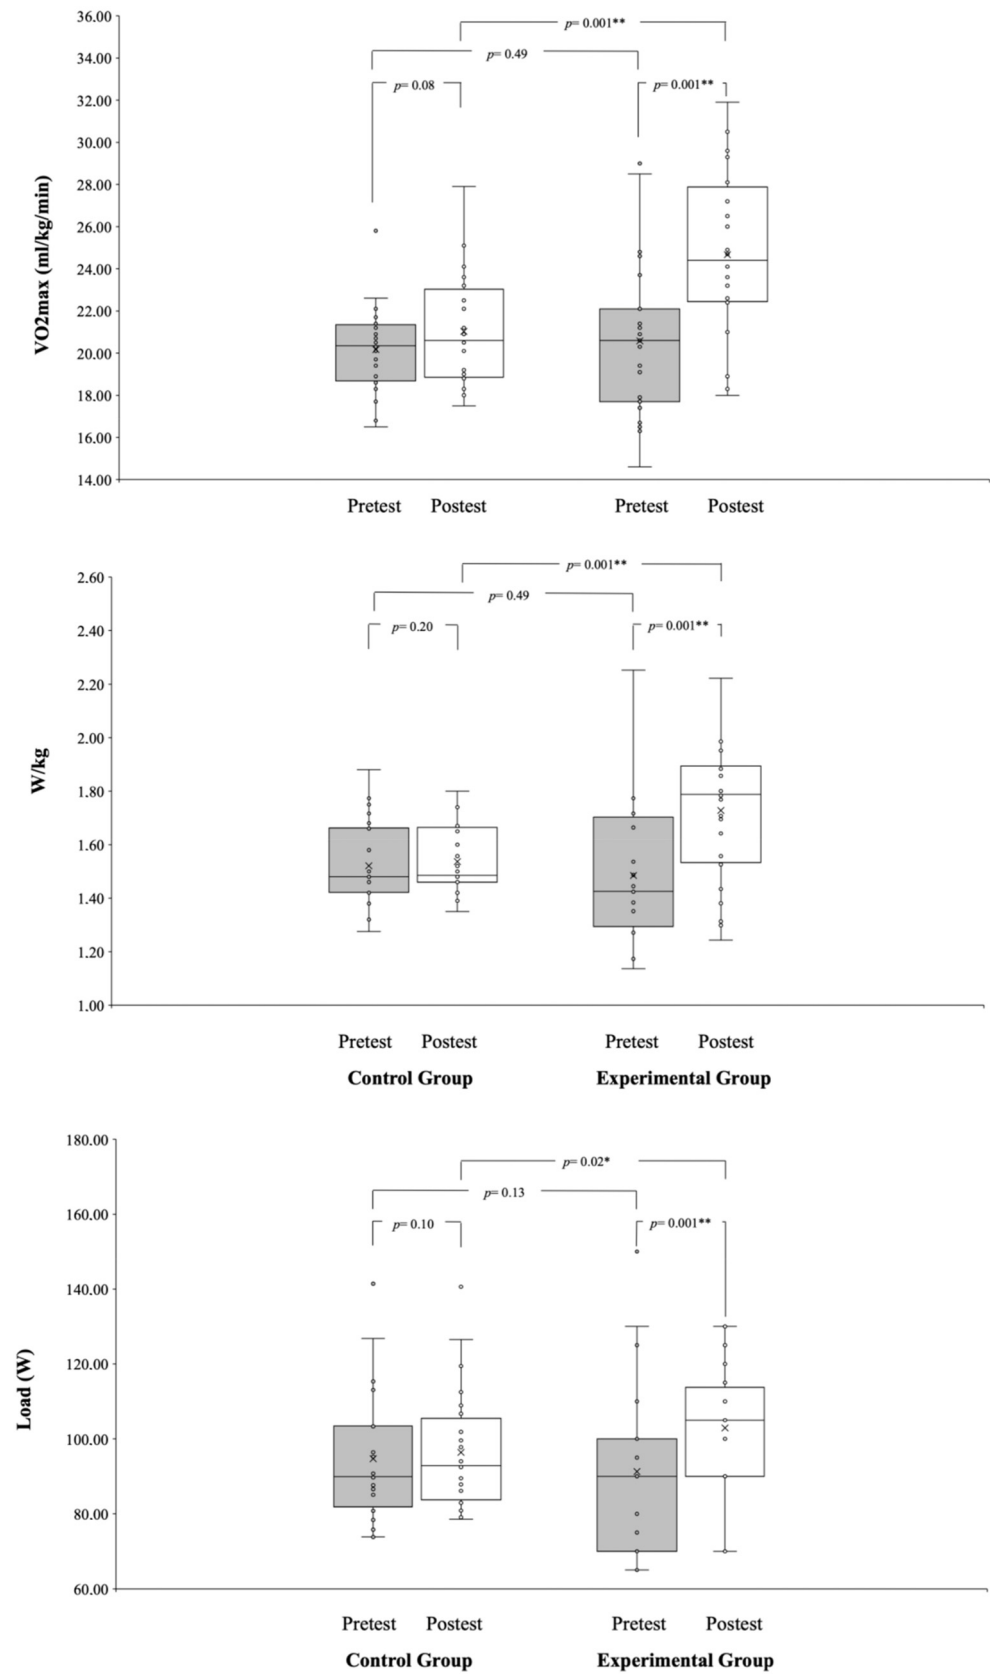 36.00
p= 0.001**
34.00
p= 0.49
32.00
p= 0.08
p= 0.001**
30.00
28.00
26.00
24.00
22.00
20.00
18.00
16.00
14.00
VO2max (ml/kg/min)
Pretest Postest Pretest Postest
p= 0.001**
2.60
p= 0.49
2.40
p= 0.20
p= 0.001**
2.20
2.00
1.80
1.60
1.40
1.20
1.00
W/kg
Pretest Postest Pretest Postest
Control Group Experimental Group
180.00
p= 0.02*
p= 0.13
160.00
p= 0.10
p= 0.001**
140.00
120.00
100.00
80.00
60.00
Load (W)
Pretest Postest Pretest Postest
Control Group Experimental Group